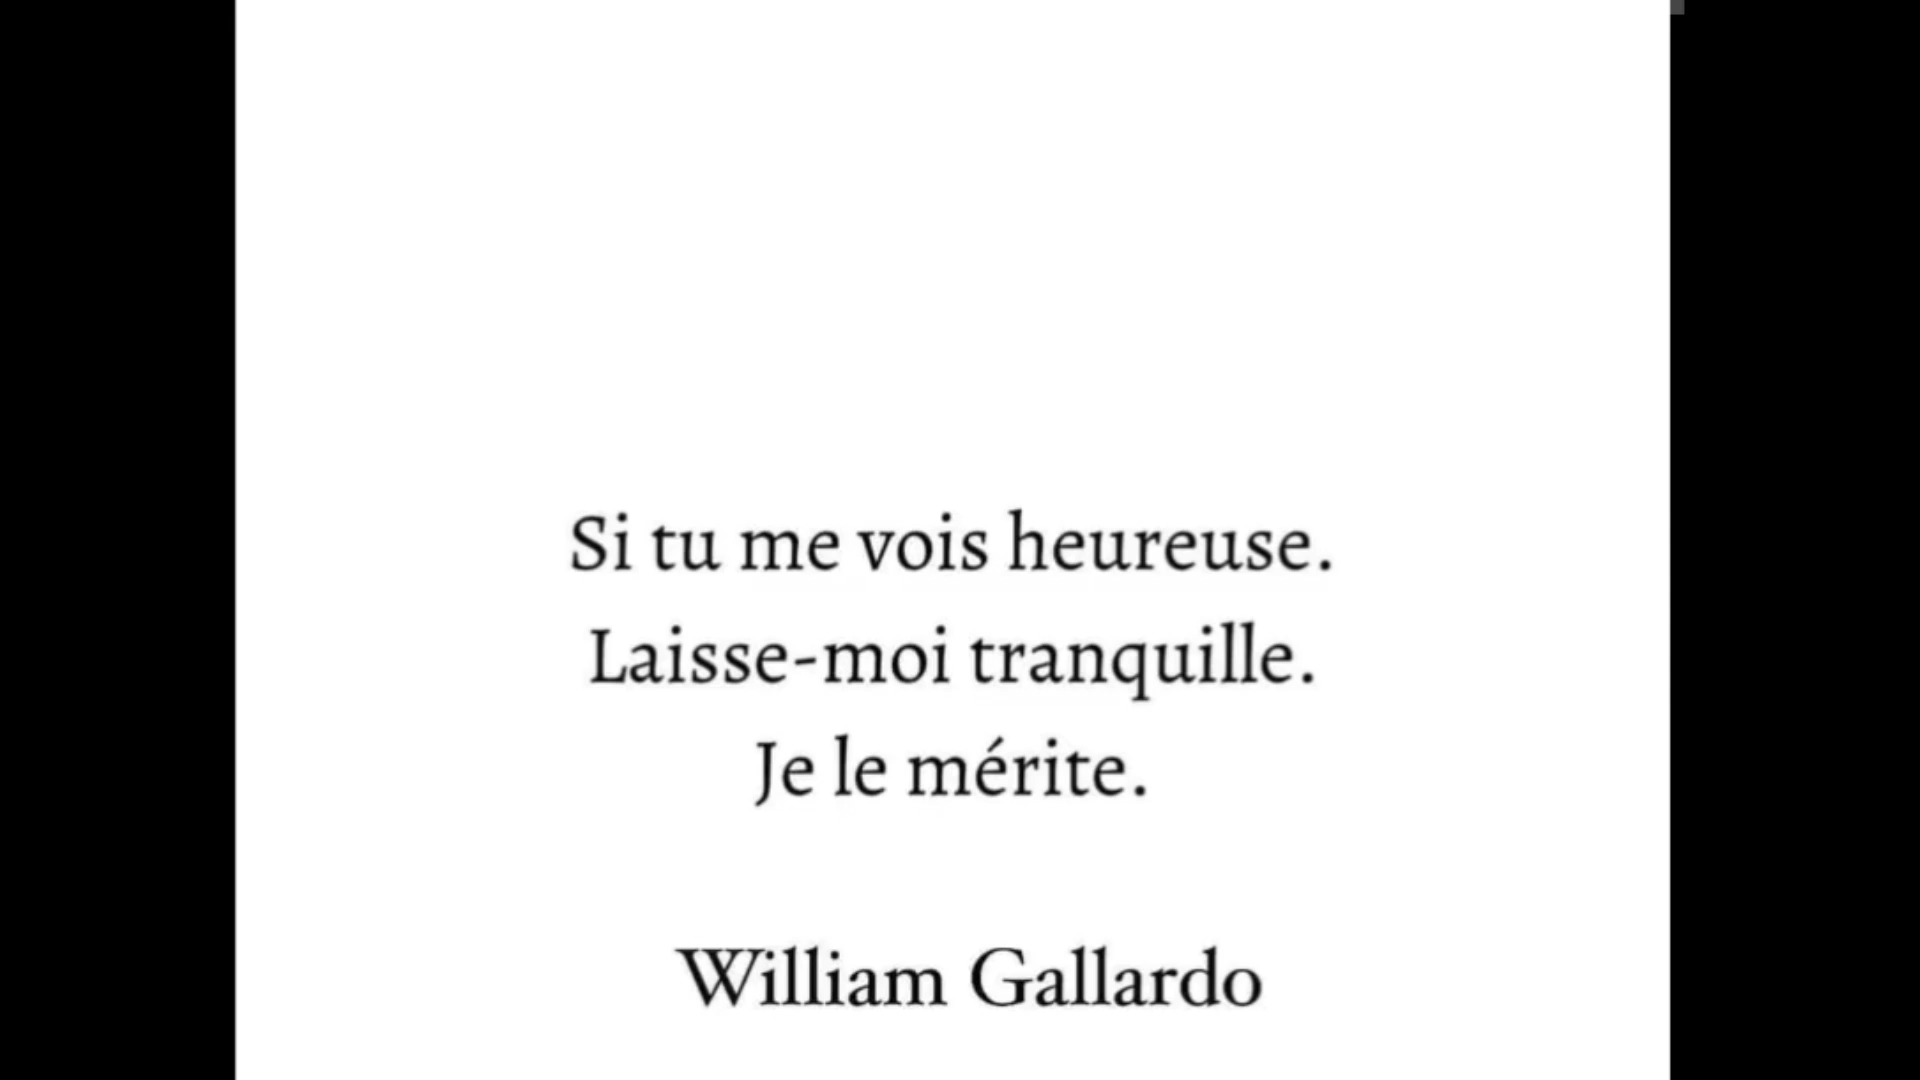 Si tu me vois heureuse.
Laisse-moi tranquille.
Je le mérite.
William Gallardo